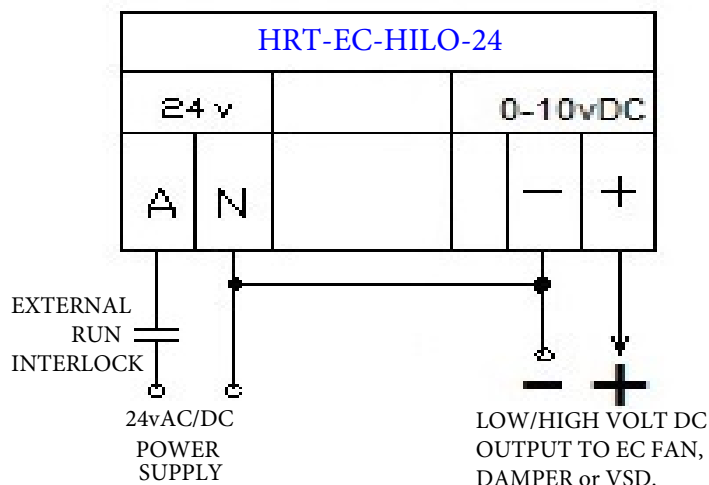 HRT-EC-HILO-24
24 v 0-10vDC
A N — +
EXTERNAL
RUN
INTERLOCK
— +
24vAC/DC
POWER
SUPPLY
LOW/HIGH VOLT DC
OUTPUT TO EC FAN,
DAMPER or VSD.